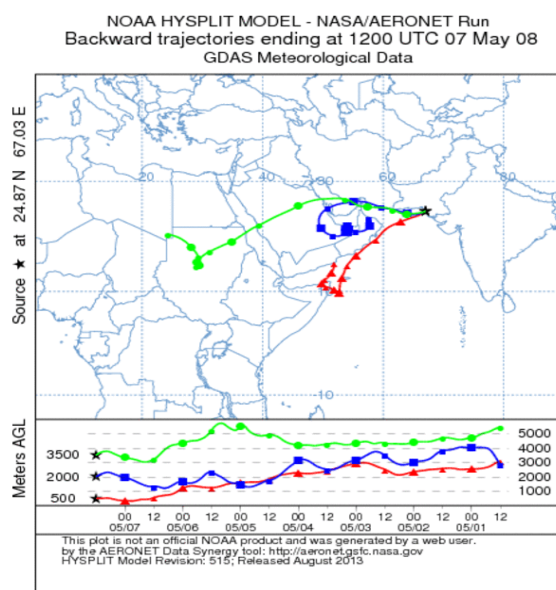 NOAA HYSPLIT MODEL - NASA/AERONET Run
Backward trajectories ending at 1200 UTC 07 May 08
GDAS Meteorological Data
Source ★ at 24.87 N 67.03 E
20 40 60 80
10
Meters AGL
3500
2000
500
5000
4000
3000
2000
1000
00 12 00 12 00 12 00 12 00 12 00 12 00 12
05/07 05/06 05/05 05/04 05/03 05/02 05/01
This plot is not an official NOAA product and was generated by a web user.
by the AERONET Data Synergy tool: http://aeronet.gsfc.nasa.gov
HYSPLIT Model Revision: 515; Released August 2013